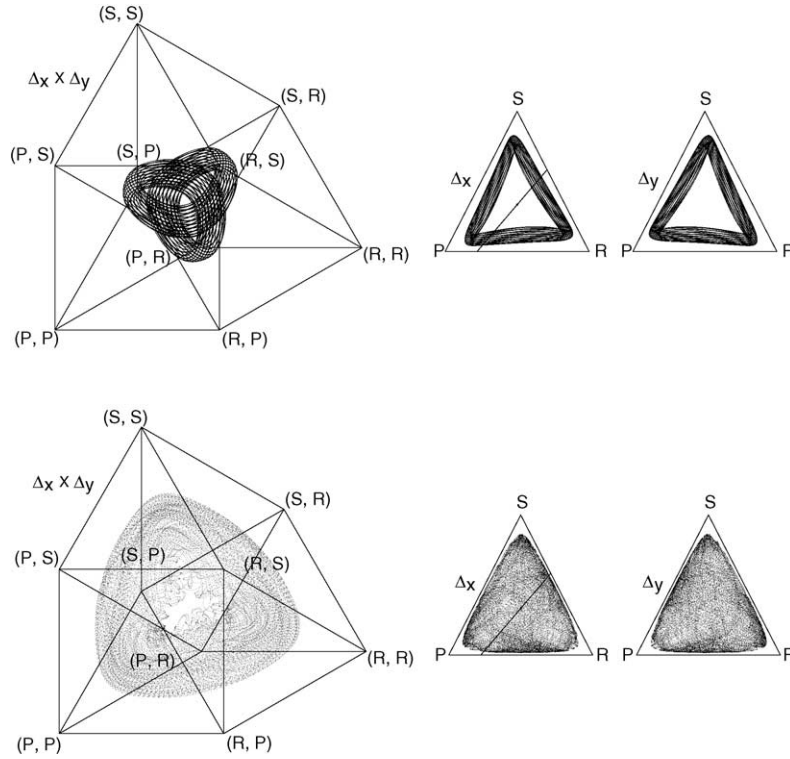 (S, S)
Δx X Δy
(S, R)
(P, S)
(S, P)
(R, S)
(P, R)
(R, R)
(P, P)
(R, P)
S
Δx
P
R
S
Δy
P
(S, S)
Δx X Δy
(S, R)
(P, S)
(S, P)
(R, S)
(P, R)
(R, R)
(P, P)
(R, P)
S
Δx
P
R
S
Δy
P